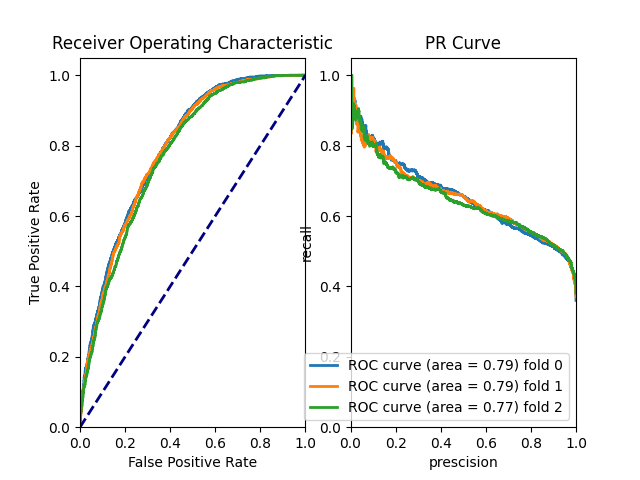 Receiver Operating Characteristic
PR Curve
1.0
0.8
0.6
0.4
0.2
0.0
True Positive Rate
0.0 0.2 0.4 0.6 0.8 1.0
False Positive Rate
1.0
0.8
0.6
0.4
0.2
0.0
recall
0.0 0.2 0.4 0.6 0.8 1.0
prescision
ROC curve (area = 0.79) fold 0
ROC curve (area = 0.79) fold 1
ROC curve (area = 0.77) fold 2